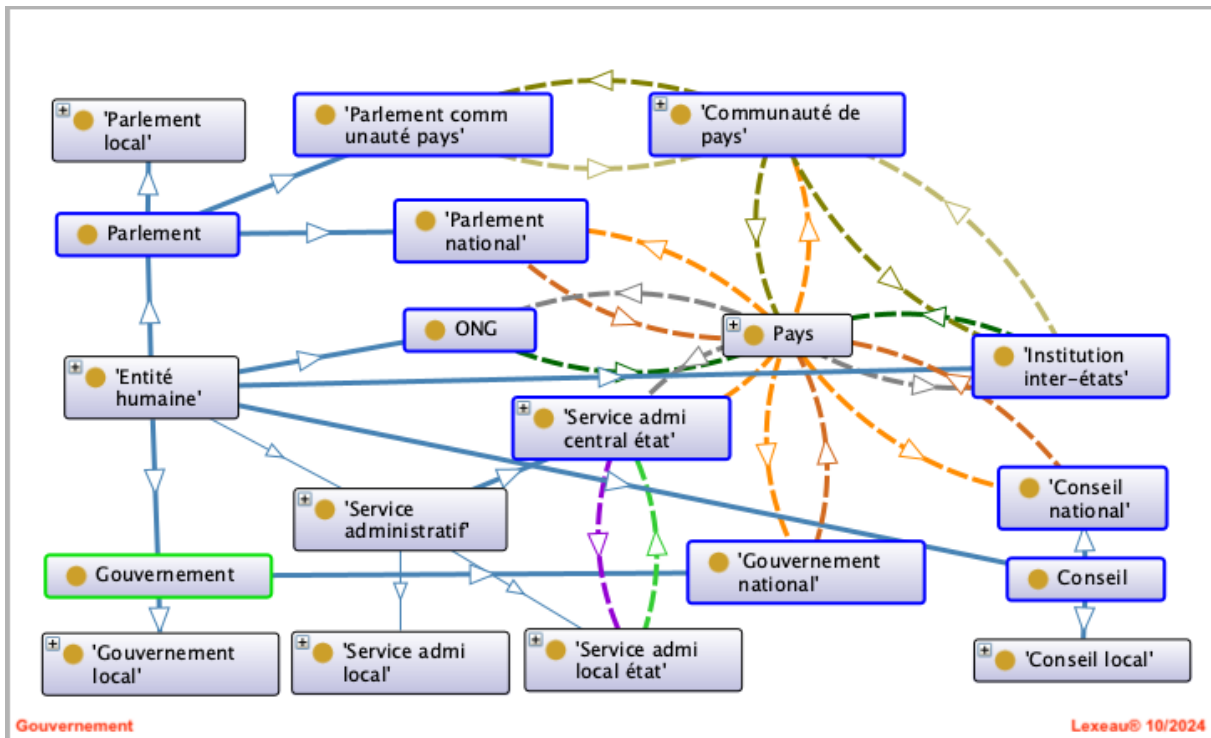 'Parlement
local'
'Parlement comm
unauté pays'
'Communauté de
pays'
Parlement
'Parlement
national'
ONG
Pays
'Institution
inter-états'
'Entité
humaine'
'Service admi
central état'
'Service
administratif'
'Conseil
national'
Gouvernement
'Gouvernement
national'
Conseil
'Gouvernement
local'
'Service admi
local'
'Service admi
local état'
'Conseil local'
Gouvernement
Lexeau® 10/2024